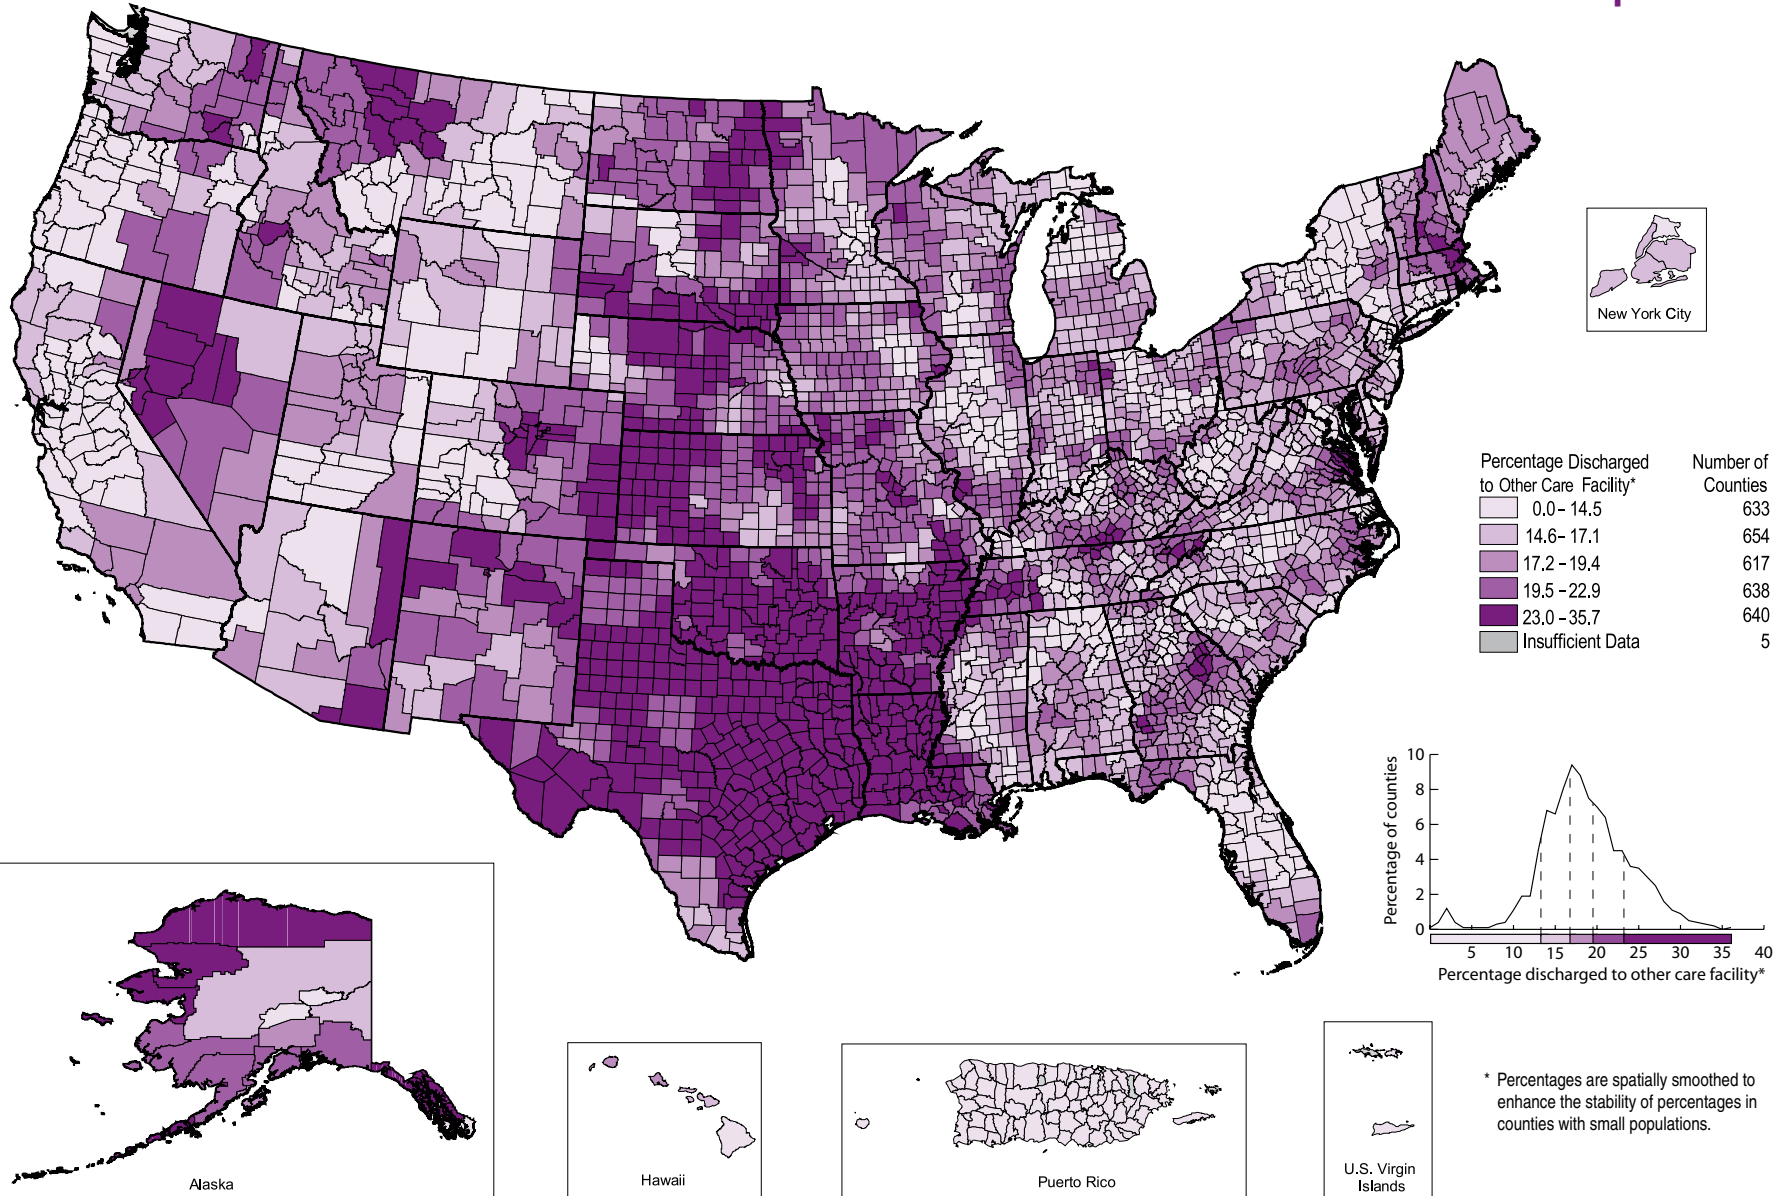 New York City
Percentage Discharged
to Other Care Facility*
Number of
Counties
0.0 – 14.5 633
14.6 – 17.1 654
17.2 – 19.4 617
19.5 – 22.9 638
23.0 – 35.7 640
Insufficient Data 5
Percentage of counties
10
8
6
4
2
0
5 10 15 20 25 30 35 40
Percentage discharged to other care facility*
* Percentages are spatially smoothed to
enhance the stability of percentages in
counties with small populations.
Alaska
Hawaii
Puerto Rico
U.S. Virgin
Islands